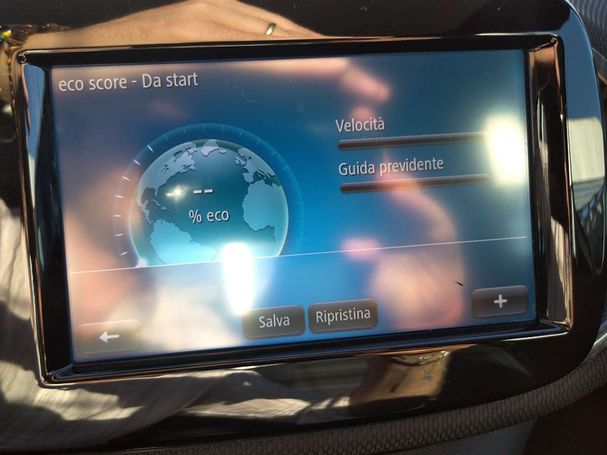 eco score - Da start
Velocità
Guida previdente
--
% eco
Salva
Ripristina